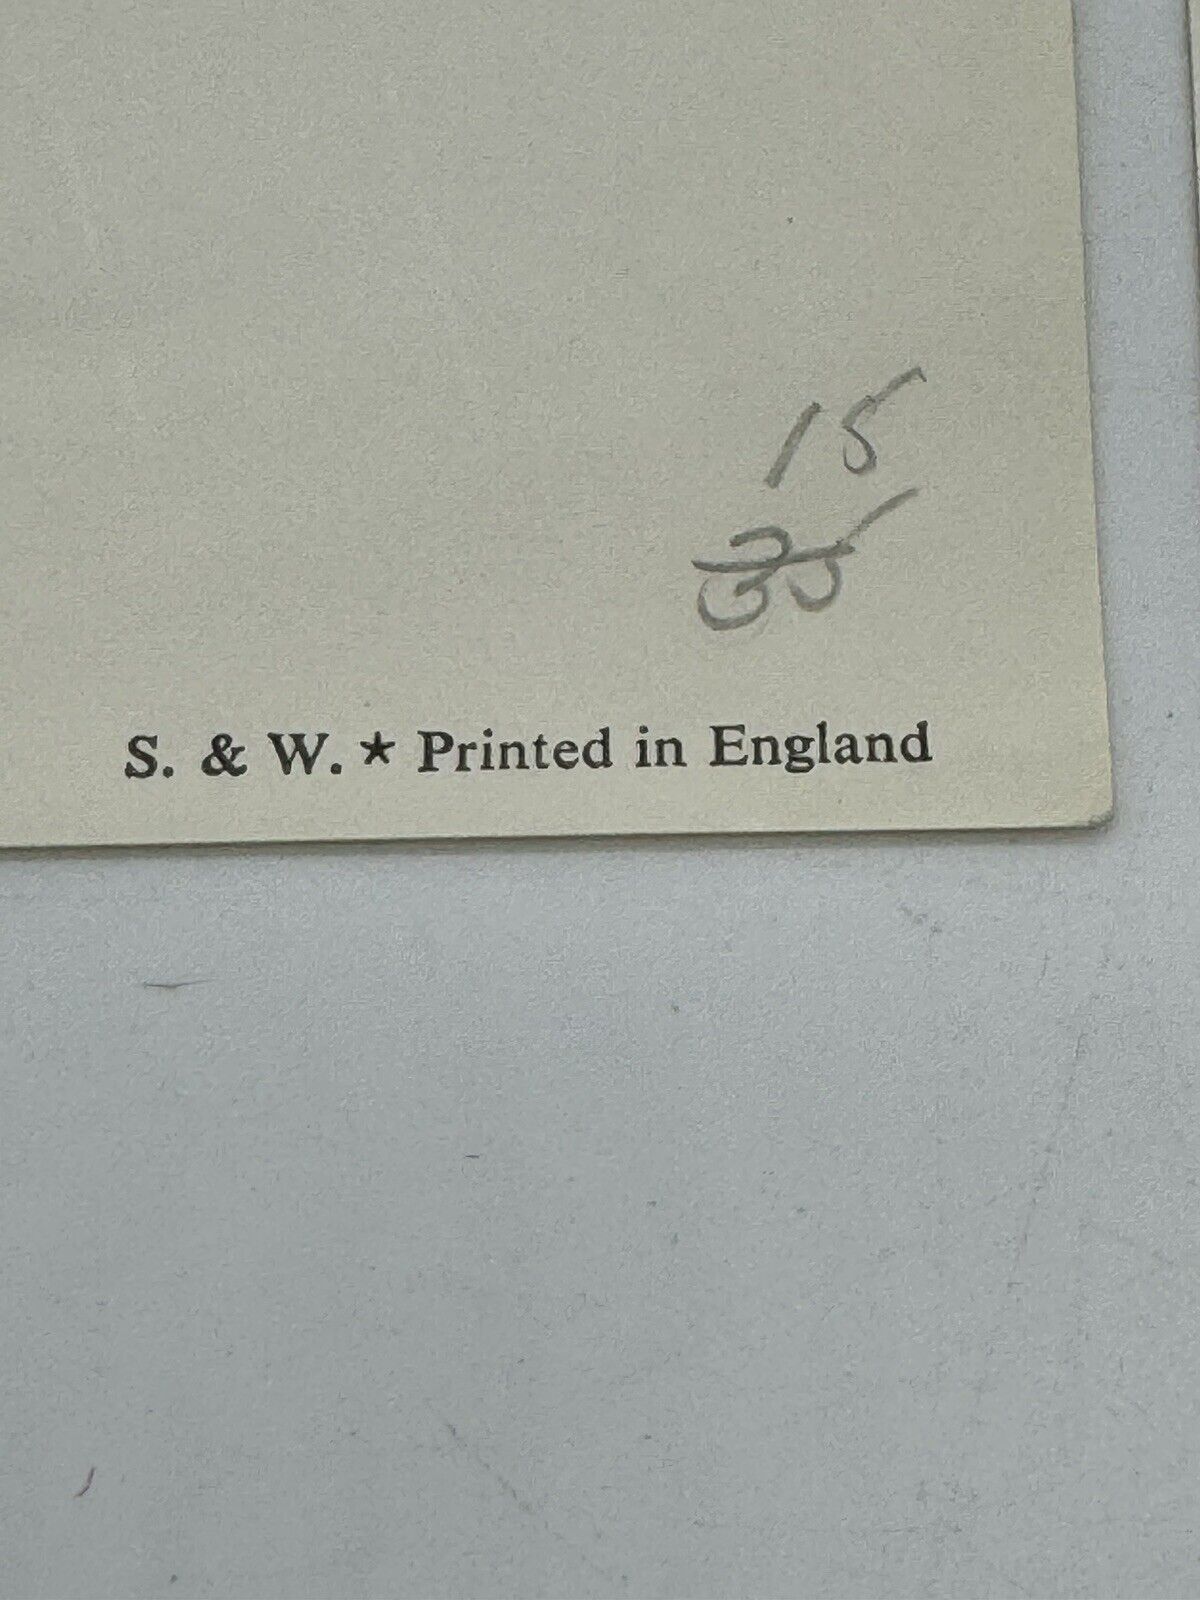 15
35
S. & W. ★ Printed in England